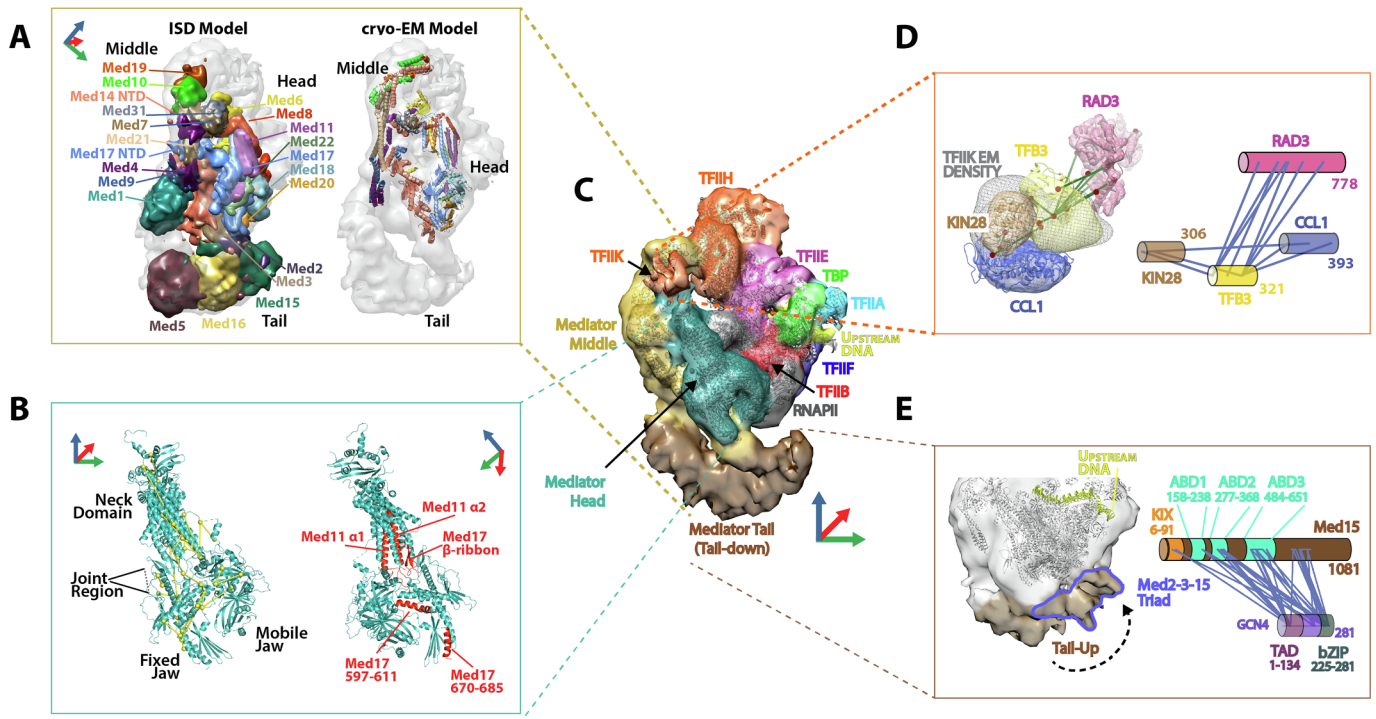 A
ISD Model
cryo-EM Model
Middle
Med19
Med10
Med14 NTD
Med31
Med7
Med21
Med17 NTD
Med4
Med9
Med1
Head
Med6
Med8
Med11
Med22
Med17
Med18
Med20
Med2
Med3
Med15
Med5
Med16
Tail
Middle
Head
Tail
B
Neck
Domain
Joint
Region
Fixed
Jaw
Mobile
Jaw
Med11 α2
Med11 α1
Med17
β-ribbon
Med17
597-611
Med17
670-685
C
TFIIH
TFIIK
TFIIE
TBP
TFIIA
Mediator
Middle
Upstream
DNA
TFIIF
TFIIB
RNAPII
Mediator
Head
Mediator Tail
(Tail-down)
D
RAD3
TFIIK EM
DENSITY
TFB3
KIN28
CCL1
RAD3
778
306
KIN28
CCL1
393
TFB3
321
E
Upstream
DNA
Med2-3-15
Triad
Tail-Up
ABD1
158-238
ABD2
277-368
ABD3
484-651
KIX
6-91
Med15
1081
GCN4
281
TAD
1-134
bZIP
225-281